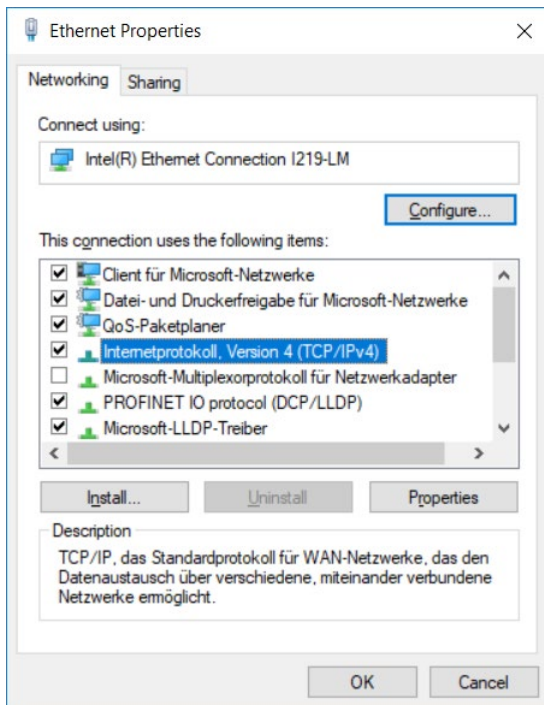 Ethernet Properties
Networking
Sharing
Connect using:
Intel(R) Ethernet Connection I219-LM
Configure...
This connection uses the following items:
Client für Microsoft-Netzwerke
Datei- und Druckerfreigabe für Microsoft-Netzwerke
QoS-Paketplaner
Internetprotokoll, Version 4 (TCP/IPv4)
Microsoft-Multiplexorprotokoll für Netzwerkadapter
PROFINET IO protocol (DCP/LLDP)
Microsoft-LLDP-Treiber
Install...
Uninstall
Properties
Description
TCP/IP, das Standardprotokoll für WAN-Netzwerke, das den
Datenaustausch über verschiedene, miteinander verbundene
Netzwerke ermöglicht.
OK
Cancel